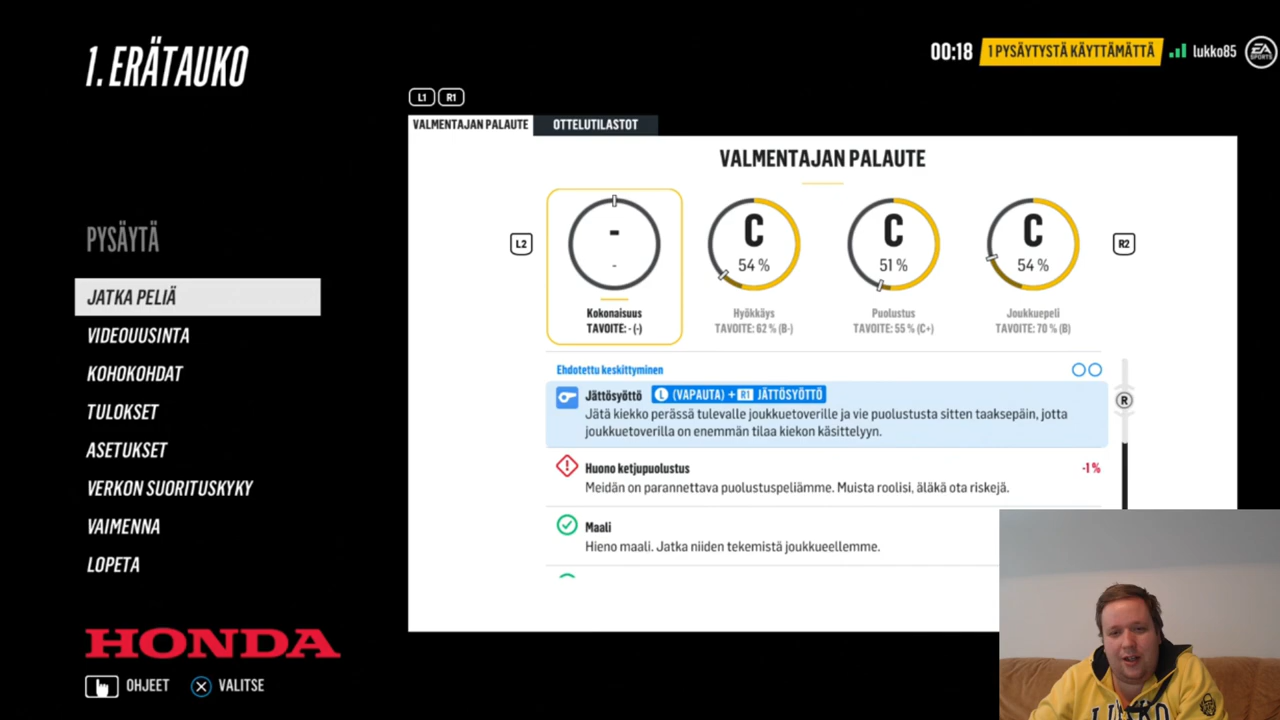 1. ERÄTAUKO
00:18
1 PYSÄYTYSTÄ KÄYTTÄMÄTTÄ
lukko85
EA SPORTS
L1 R1
VALMENTAJAN PALAUTE
OTTELUTILASTOT
VALMENTAJAN PALAUTE
L2
-
-
Kokonaisuus
TAVOITE: - (-)
C
54 %
Hyökkäys
TAVOITE: 62 % (B-)
C
51 %
Puolustus
TAVOITE: 55 % (C+)
C
54 %
Joukkuepeli
TAVOITE: 70 % (B)
R2
PYSÄYTÄ
JATKA PELIÄ
VIDEOUUSINTA
KOHOKOHDAT
TULOKSET
ASETUKSET
VERKON SUORITUSKYKY
VAIMENNA
LOPETA
Ehdotettu keskittyminen
Jättösyöttö L (VAPAUTA) + R1 JÄTTÖSYÖTTÖ
Jätä kiekko perässä tulevalle joukkuetoverille ja vie puolustusta sitten taaksepäin, jotta
joukkuetoverilla on enemmän tilaa kiekon käsittelyyn.
R
Huono ketjupuolustus -1 %
Meidän on parannettava puolustuspeliämme. Muista roolisi, äläkä ota riskejä.
Maali
Hieno maali. Jatka niiden tekemistä joukkueellemme.
HONDA
OHJEET
VALITSE